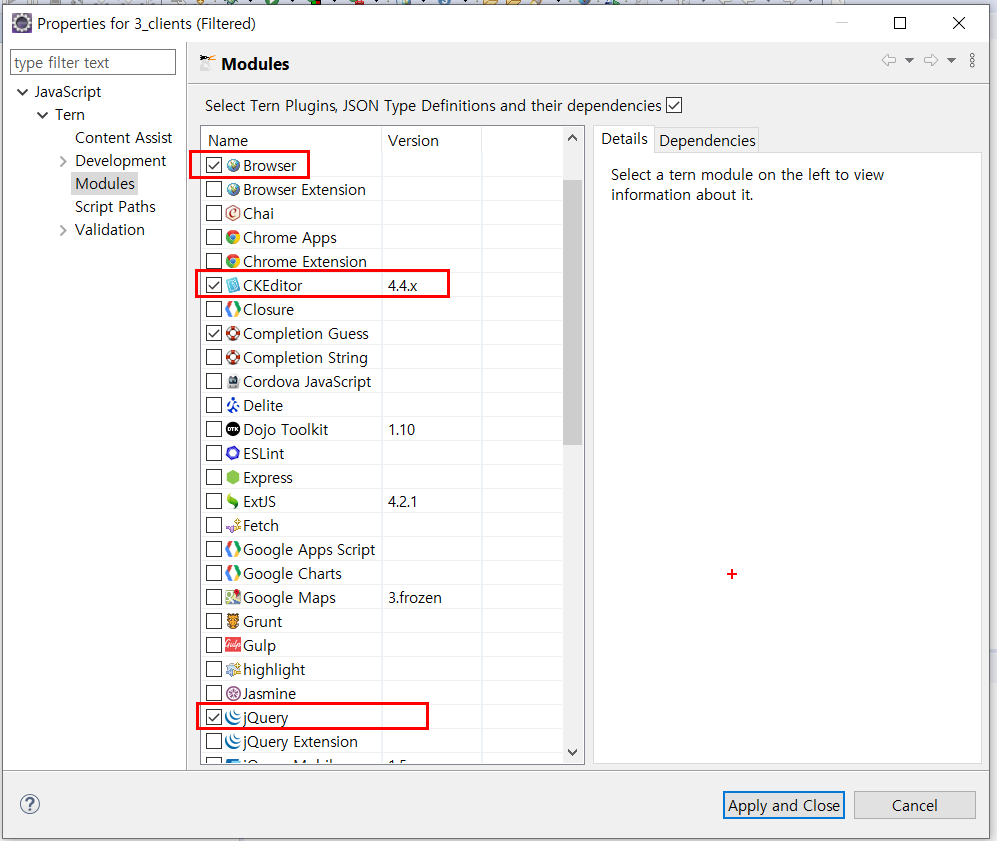 Properties for 3_clients (Filtered)
type filter text
JavaScript
Tern
Content Assist
Development
Modules
Script Paths
Validation
Modules
Select Tern Plugins, JSON Type Definitions and their dependencies
Name Version
Browser
Browser Extension
Chai
Chrome Apps
Chrome Extension
CKEditor 4.4.x
Closure
Completion Guess
Completion String
Cordova JavaScript
Delite
Dojo Toolkit 1.10
ESLint
Express
ExtJS 4.2.1
Fetch
Google Apps Script
Google Charts
Google Maps 3.frozen
Grunt
Gulp
highlight
Jasmine
jQuery
jQuery Extension
Details Dependencies
Select a tern module on the left to view
information about it.
Apply and Close Cancel